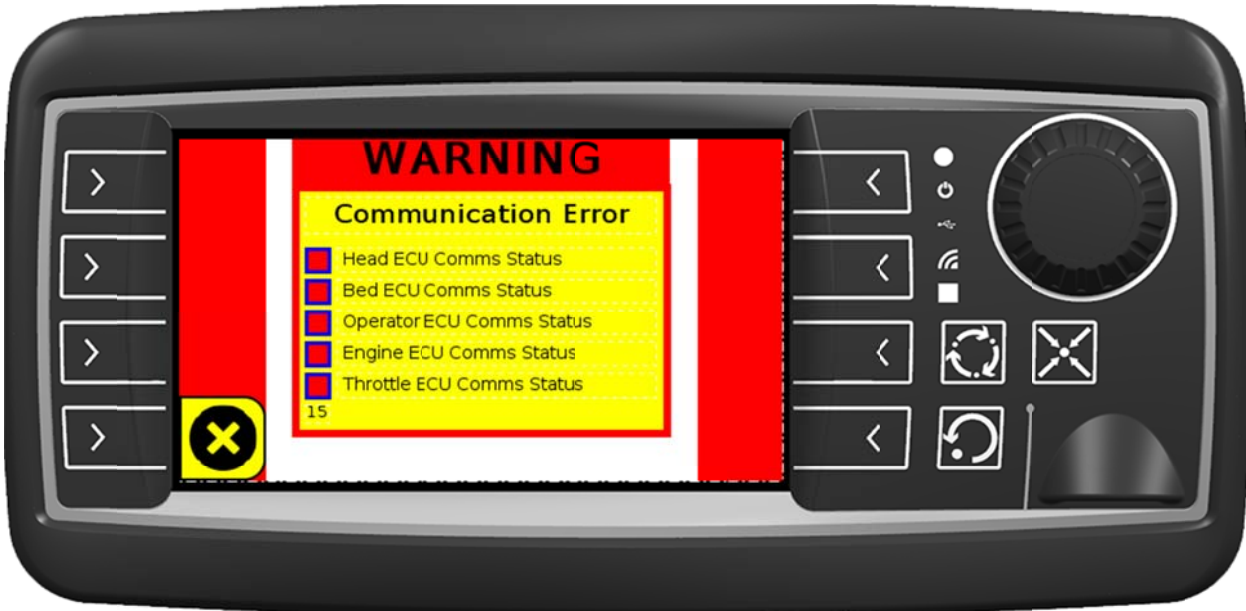 WARNING
Communication Error
Head ECU Comms Status
Bed ECU Comms Status
Operator ECU Comms Status
Engine ECU Comms Status
Throttle ECU Comms Status
15